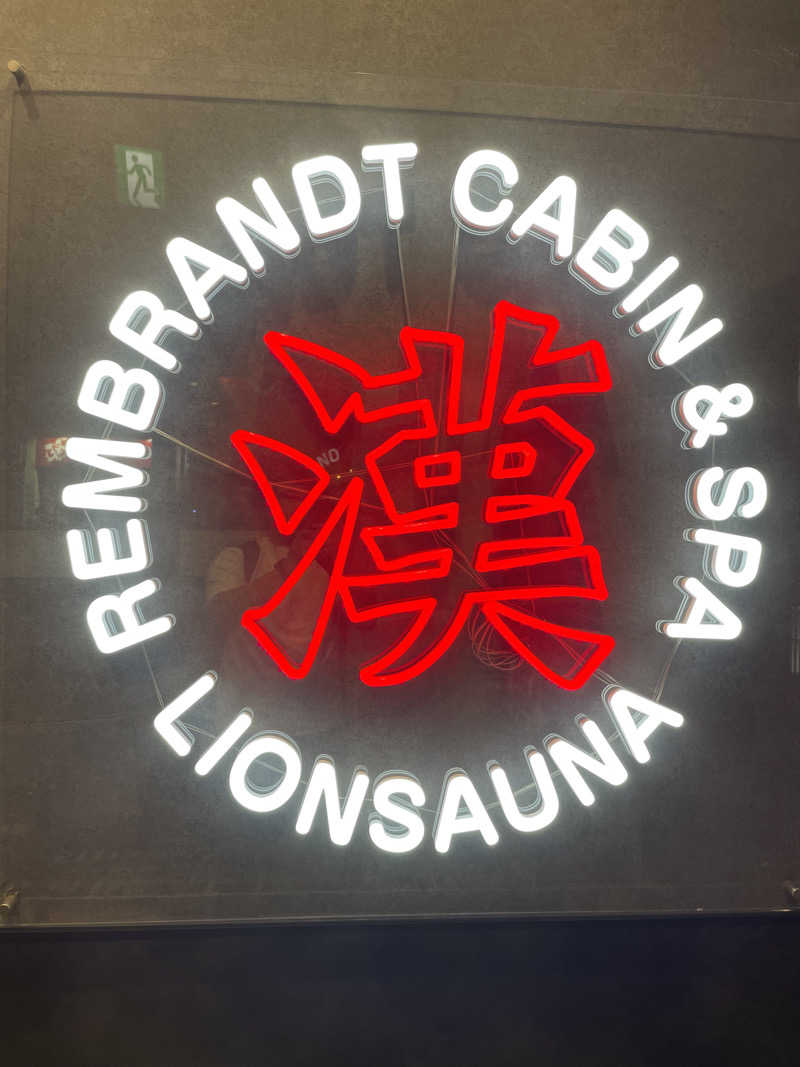 REMBRANDT CABIN & SPA
漢
LIONSAUNA